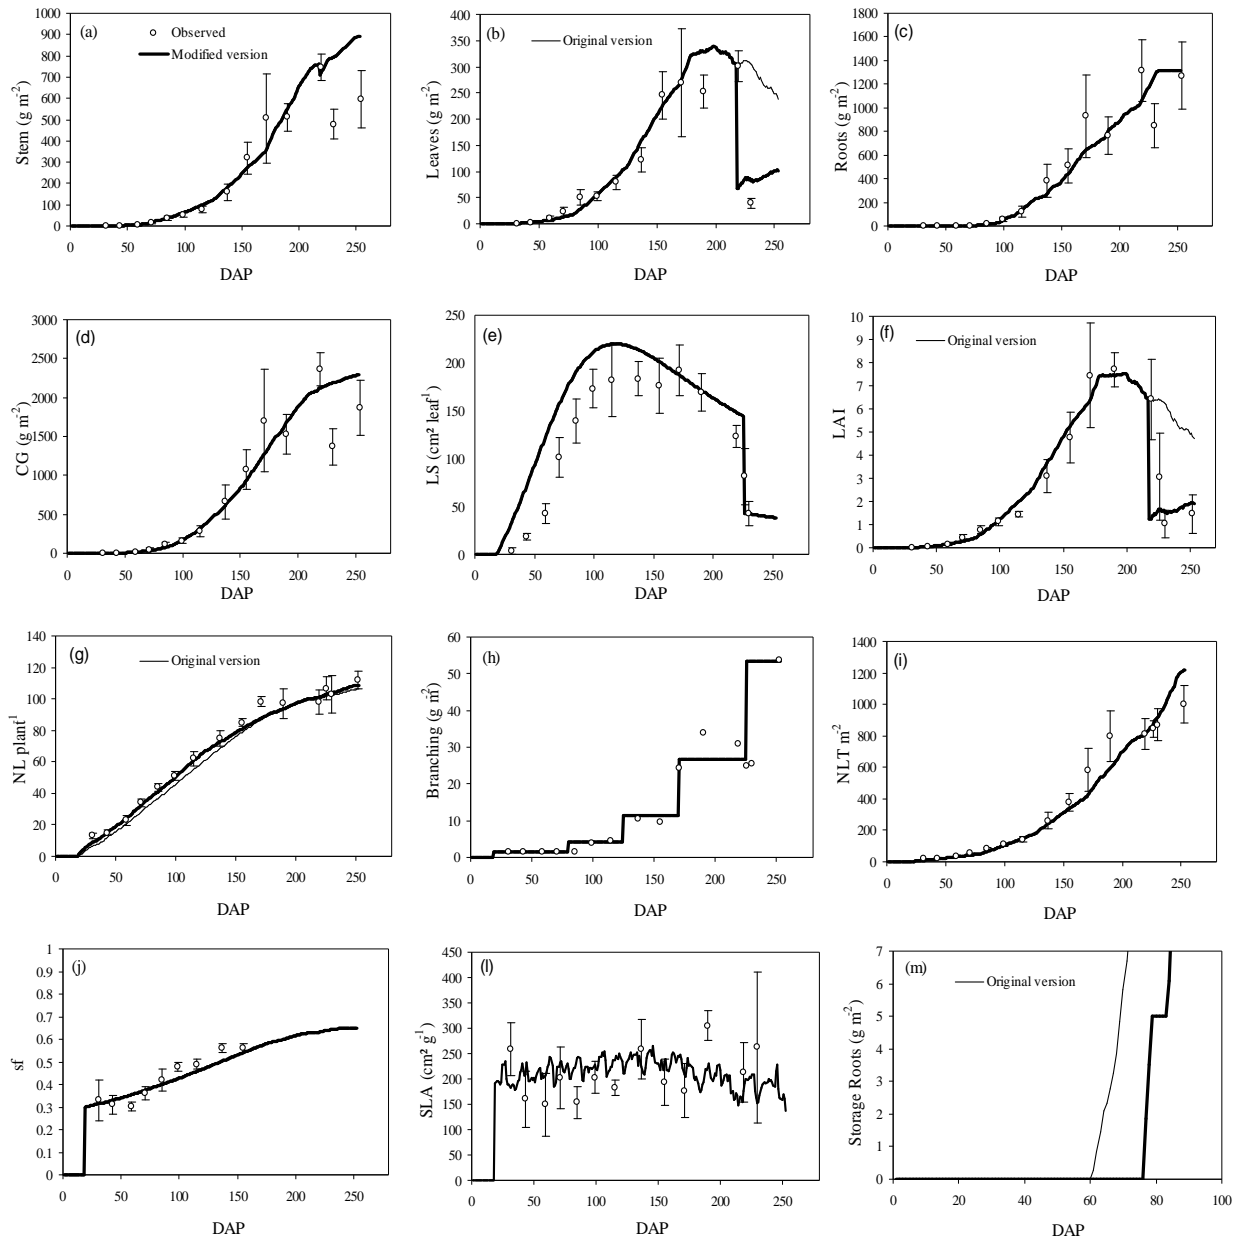 (a)
Observed
Modified version
Stem (g m-2)
1000
900
800
700
600
500
400
300
200
100
0
0 50 100 150 200 250
DAP
(b)
Original version
Leaves (g m-2)
400
350
300
250
200
150
100
50
0
0 50 100 150 200 250
DAP
(c)
Roots (g m-2)
1800
1600
1400
1200
1000
800
600
400
200
0
0 50 100 150 200 250
DAP
(d)
CG (g m-2)
3000
2500
2000
1500
1000
500
0
0 50 100 150 200 250
DAP
(e)
LS (cm² leaf-1)
250
200
150
100
50
0
0 50 100 150 200 250
DAP
(f)
Original version
LAI
10
9
8
7
6
5
4
3
2
1
0
0 50 100 150 200 250
DAP
(g)
Original version
NL plant-1
140
120
100
80
60
40
20
0
0 50 100 150 200 250
DAP
(h)
Branching (g m-2)
60
50
40
30
20
10
0
0 50 100 150 200 250
DAP
(i)
NLT m-2
1400
1200
1000
800
600
400
200
0
0 50 100 150 200 250
DAP
(j)
sf
1
0.9
0.8
0.7
0.6
0.5
0.4
0.3
0.2
0.1
0
0 50 100 150 200 250
DAP
(l)
SLA (cm² g-1)
450
400
350
300
250
200
150
100
50
0
0 50 100 150 200 250
DAP
(m)
Original version
Storage Roots (g m-2)
7
6
5
4
3
2
1
0
0 20 40 60 80 100
DAP